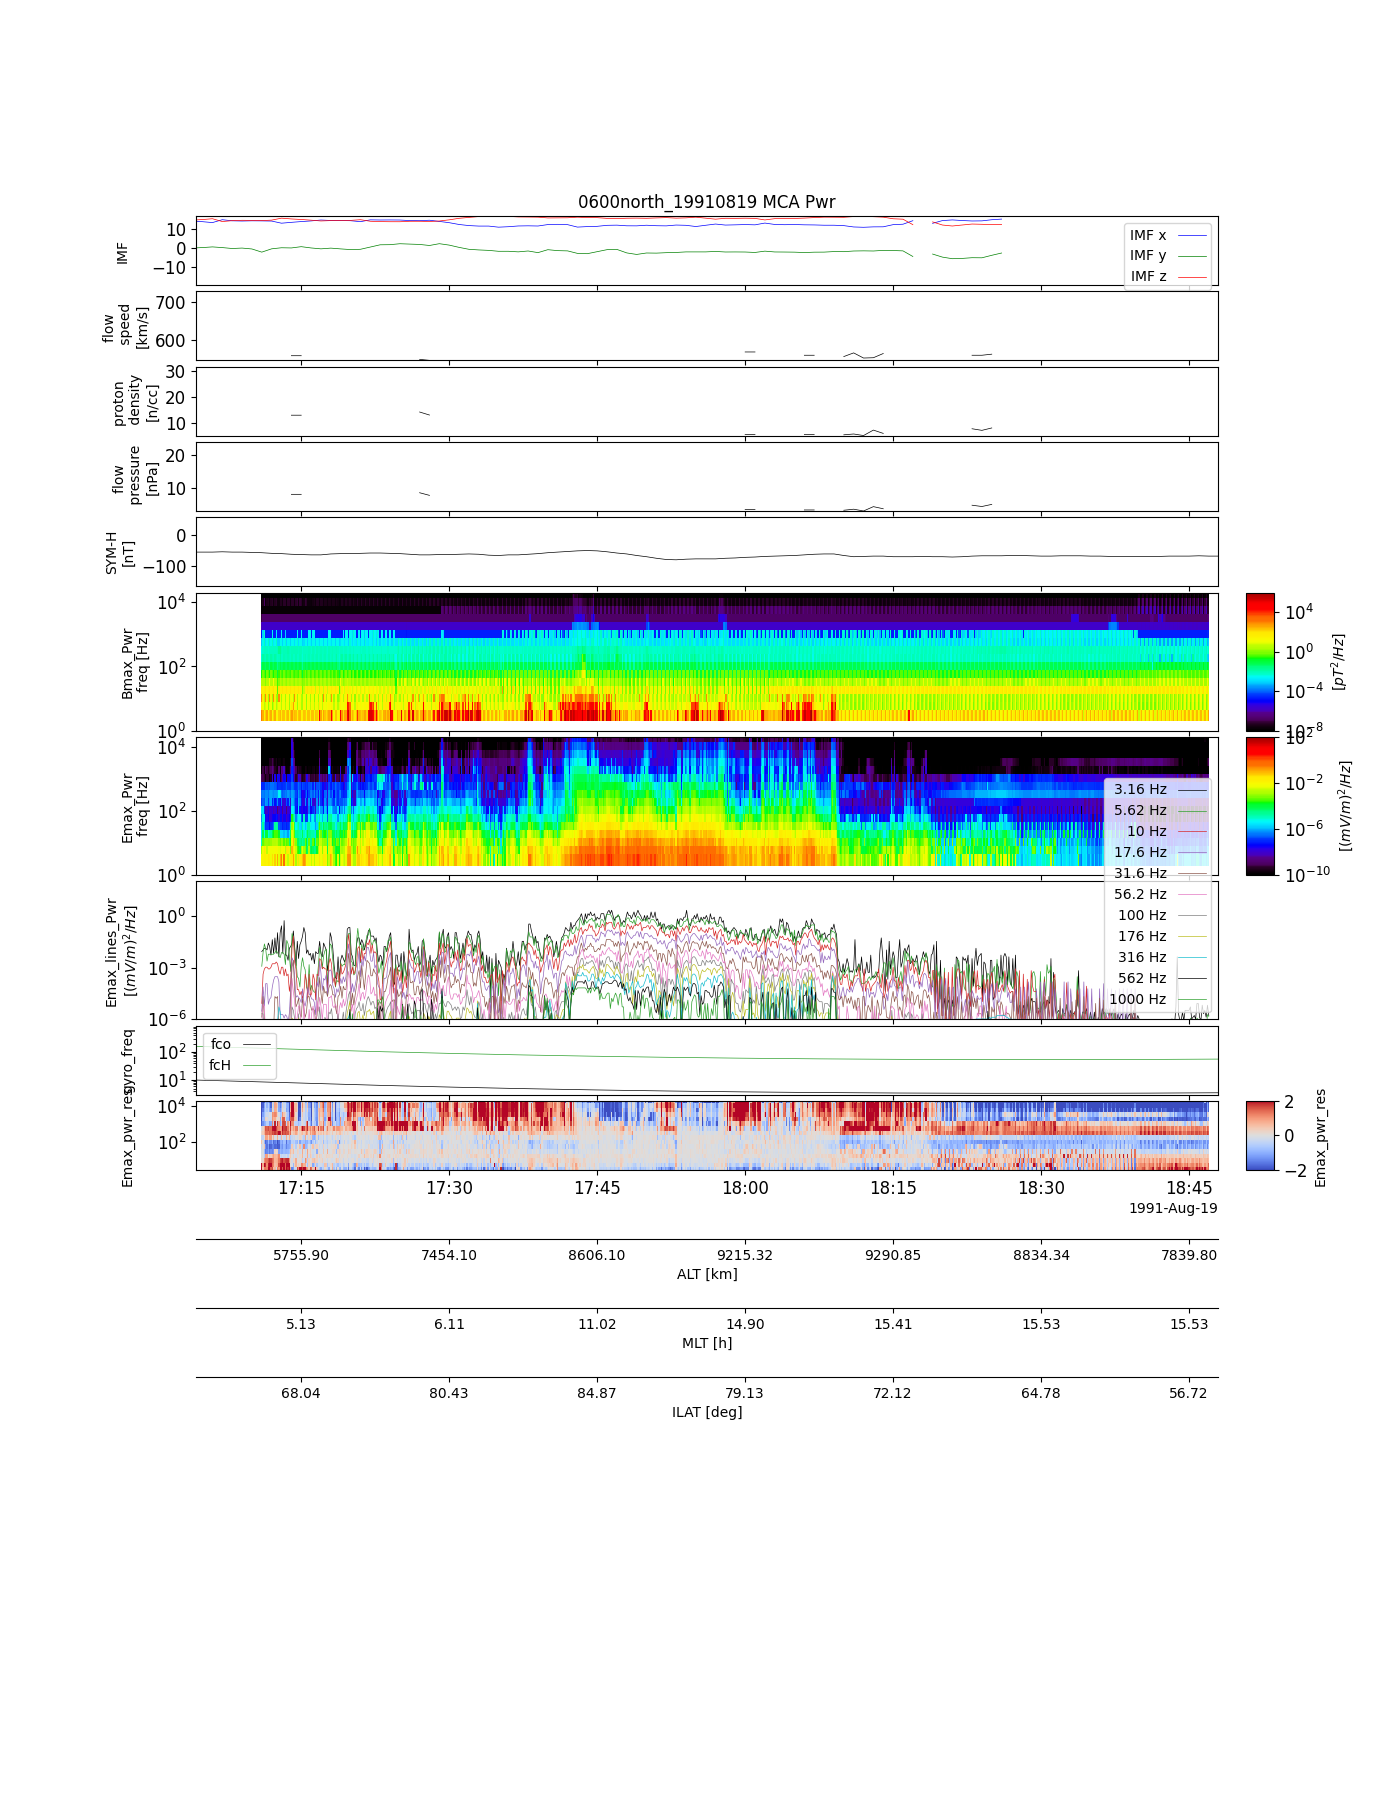 0600north_19910819 MCA Pwr
10
0
−10
IMF
IMF x
IMF y
IMF z
700
600
flow
speed
[km/s]
30
20
10
proton
density
[n/cc]
20
10
flow
pressure
[nPa]
0
−100
SYM-H
[nT]
10^4
10^2
10^0
Bmax_Pwr
freq [Hz]
10^4
10^0
10^−4
10^−8
[pT^2/Hz]
10^4
10^2
10^0
Emax_Pwr
freq [Hz]
10^2
10^−2
10^−6
10^−10
[(mV/m)^2/Hz]
3.16 Hz
5.62 Hz
10 Hz
17.6 Hz
31.6 Hz
56.2 Hz
100 Hz
176 Hz
316 Hz
562 Hz
1000 Hz
10^0
10^−3
10^−6
Emax_lines_Pwr
[(mV/m)^2/Hz]
10^2
10^1
gyro_freq
fco
fcH
10^4
10^2
Emax_pwr_res
2
0
−2
Emax_pwr_res
17:15 17:30 17:45 18:00 18:15 18:30 18:45
1991-Aug-19
5755.90 7454.10 8606.10 9215.32 9290.85 8834.34 7839.80
ALT [km]
5.13 6.11 11.02 14.90 15.41 15.53 15.53
MLT [h]
68.04 80.43 84.87 79.13 72.12 64.78 56.72
ILAT [deg]